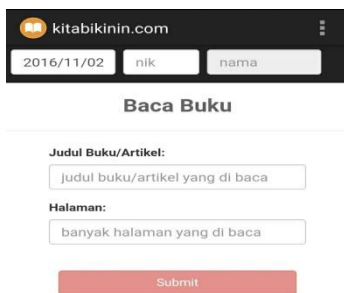 kitabikinin.com
2016/11/02 nik nama
Baca Buku
Judul Buku/Artikel:
judul buku/artikel yang di baca
Halaman:
banyak halaman yang di baca
Submit